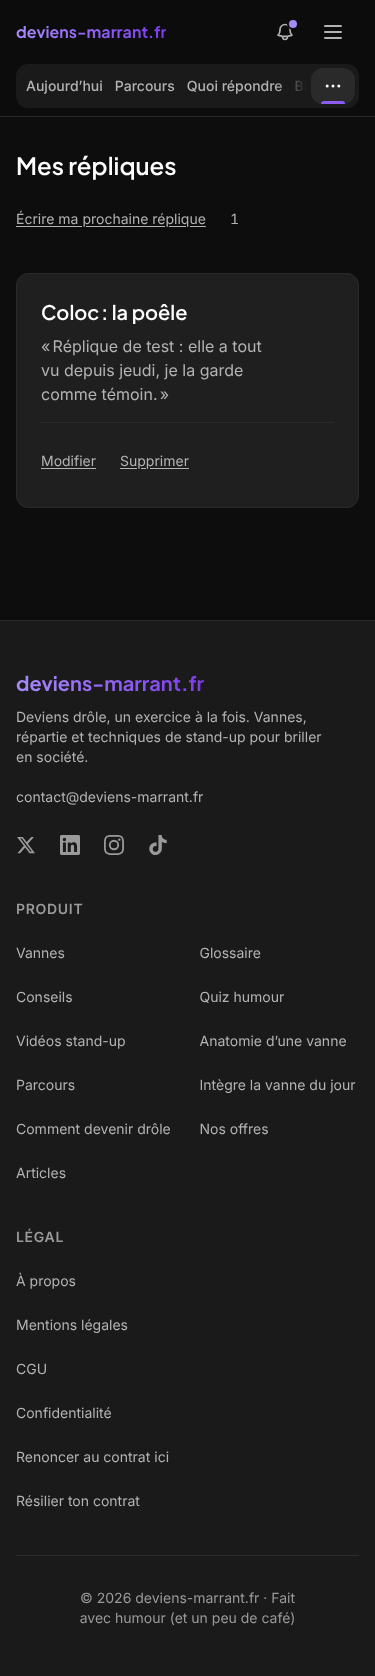 deviens-marrant.fr
Aujourd’hui Parcours Quoi répondre
Mes répliques
Écrire ma prochaine réplique 1
Coloc : la poêle
« Réplique de test : elle a tout
vu depuis jeudi, je la garde
comme témoin. »
Modifier Supprimer
deviens-marrant.fr
Deviens drôle, un exercice à la fois. Vannes,
répartie et techniques de stand-up pour briller
en société.
contact@deviens-marrant.fr
PRODUIT
Vannes Glossaire
Conseils Quiz humour
Vidéos stand-up Anatomie d’une vanne
Parcours Intègre la vanne du jour
Comment devenir drôle Nos offres
Articles
LÉGAL
À propos
Mentions légales
CGU
Confidentialité
Renoncer au contrat ici
Résilier ton contrat
© 2026 deviens-marrant.fr · Fait
avec humour (et un peu de café)